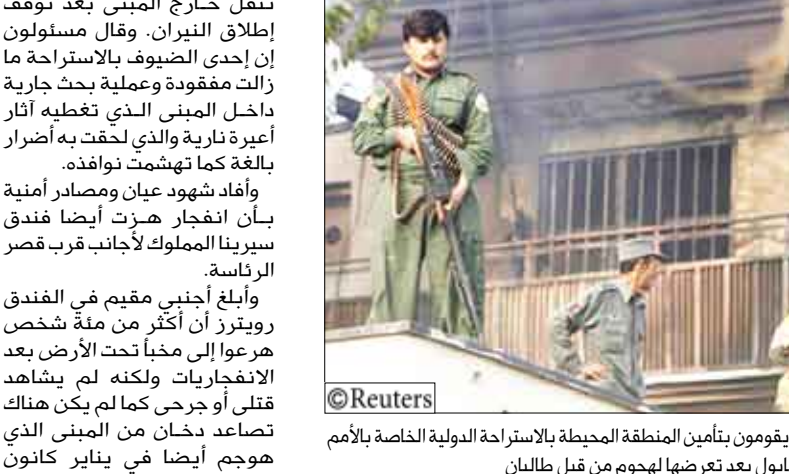 تنقل خارج المبنى بعد توقف
إطلاق النيران. وقال مسئولون
إن إحدى الضيوف بالاستراحة ما
زالت مفقودة وعملية بحث جارية
داخل المبنى الذي تغطيه آثار
أعيرة نارية والذي لحقت به أضرار
بالغة كما تهشمت نوافذه.
وأفاد شهود عيان ومصادر أمنية
بأن انفجار هزت أيضا فندق
سيرينا المملوك لأجانب قرب قصر
الرئاسة.
وأبلغ أجنبي مقيم في الفندق
رويترز أن أكثر من مئة شخص
هرعوا إلى مخبأ تحت الأرض بعد
الانفجاريات ولكنه لم يشاهد
قتلى أو جرحى كما لم يكن هناك
تصاعد دخان من المبنى الذي
هوجم أيضا في يناير كانون
©Reuters
يقومون بتأمين المنطقة المحيطة بالاستراحة الدولية الخاصة بالأمم
كابول بعد تعرضها لهجوم من قبل طالبان